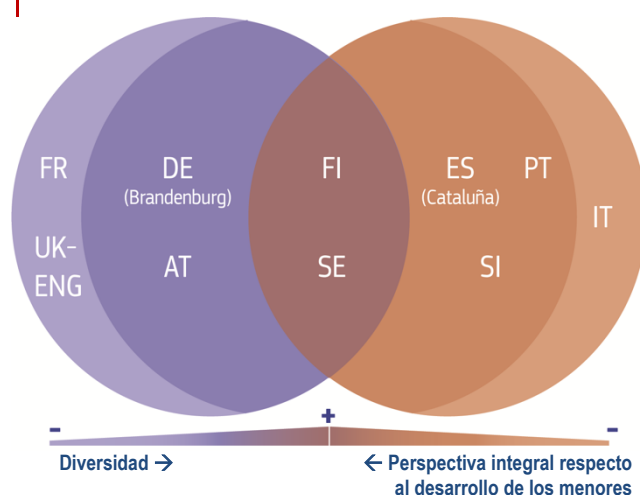 FR
DE
(Brandenburg)
FI
ES
(Cataluña)
PT
IT
UK-
ENG
AT
SE
SI
- + -
Diversidad →
← Perspectiva integral respecto
al desarrollo de los menores